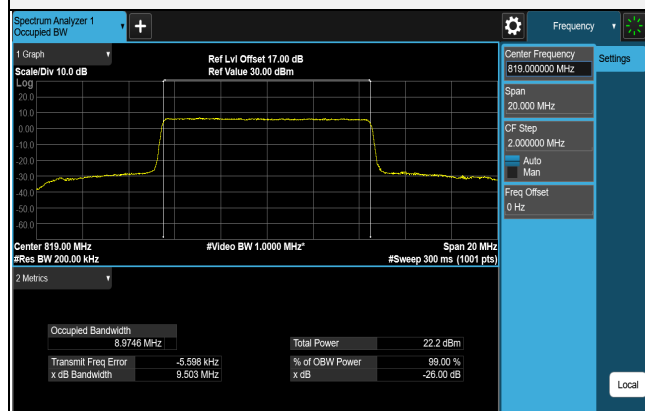 Spectrum Analyzer 1
Occupied BW
+
Frequency
1 Graph
Scale/Div 10.0 dB
Ref Lvl Offset 17.00 dB
Ref Value 30.00 dBm
Log
20.0
10.0
0.00
-10.0
-20.0
-30.0
-40.0
-50.0
-60.0
Center 819.00 MHz
#Video BW 1.0000 MHz*
Span 20 MHz
#Res BW 200.00 kHz
#Sweep 300 ms (1001 pts)
2 Metrics
Occupied Bandwidth
8.9746 MHz
Total Power 22.2 dBm
Transmit Freq Error -5.598 kHz
% of OBW Power 99.00 %
x dB Bandwidth 9.503 MHz
x dB -26.00 dB
Center Frequency
819.000000 MHz
Settings
Span
20.000 MHz
CF Step
2.000000 MHz
Auto
Man
Freq Offset
0 Hz
Local